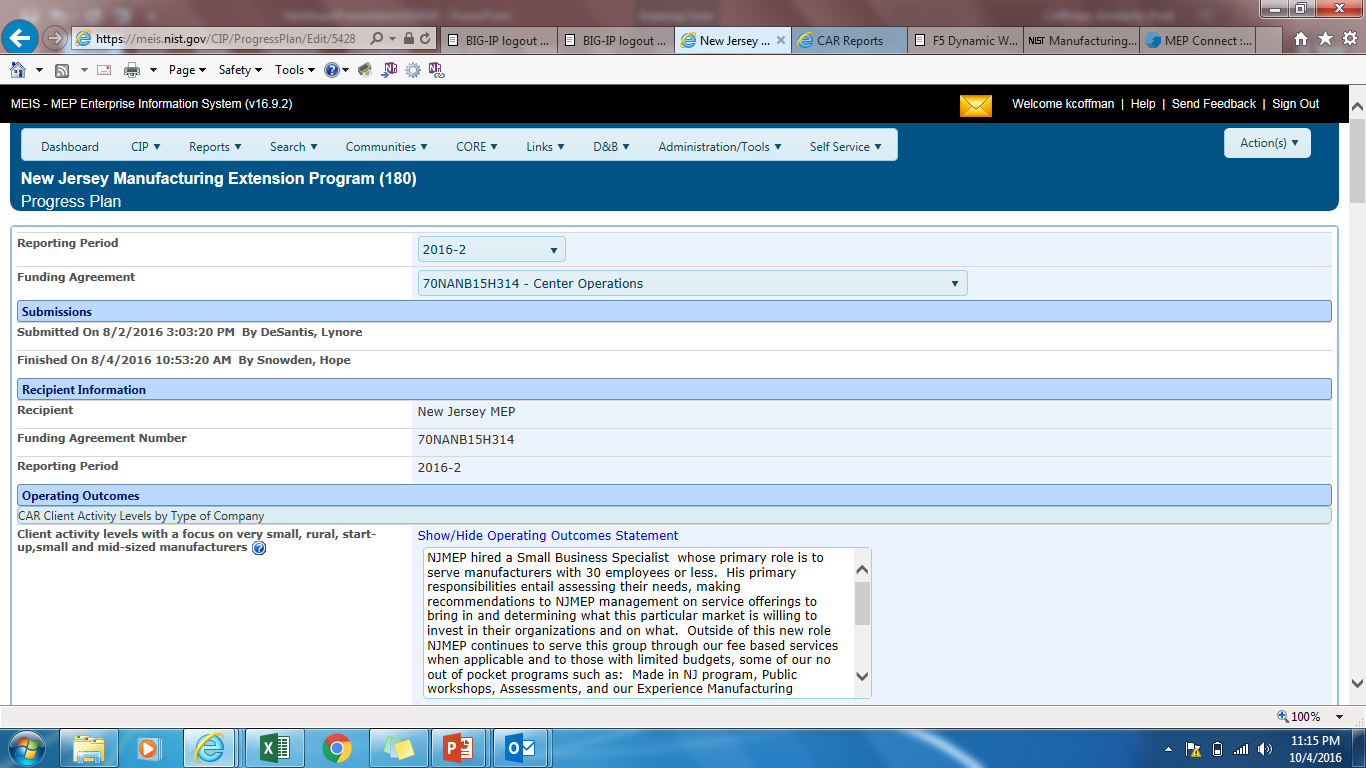 https://meis.nist.gov/CIP/ProgressPlan/Edit/5428
BIG-IP logout ...
BIG-IP logout ...
New Jersey ...
CAR Reports
F5 Dynamic W...
NIST Manufacturing...
MEP Connect :...
Page
Safety
Tools
MEIS - MEP Enterprise Information System (v16.9.2)
Welcome kcoffman | Help | Send Feedback | Sign Out
Dashboard
CIP
Reports
Search
Communities
CORE
Links
D&B
Administration/Tools
Self Service
Action(s)
New Jersey Manufacturing Extension Program (180)
Progress Plan
Reporting Period
2016-2
Funding Agreement
70NANB15H314 - Center Operations
Submissions
Submitted On 8/2/2016 3:03:20 PM By DeSantis, Lynore
Finished On 8/4/2016 10:53:20 AM By Snowden, Hope
Recipient Information
Recipient
New Jersey MEP
Funding Agreement Number
70NANB15H314
Reporting Period
2016-2
Operating Outcomes
CAR Client Activity Levels by Type of Company
Client activity levels with a focus on very small, rural, start-
up,small and mid-sized manufacturers
Show/Hide Operating Outcomes Statement
NJMEP hired a Small Business Specialist whose primary role is to
serve manufacturers with 30 employees or less. His primary
responsibilities entail assessing their needs, making
recommendations to NJMEP management on service offerings to
bring in and determining what this particular market is willing to
invest in their organizations and on what. Outside of this new role
NJMEP continues to serve this group through our fee based services
when applicable and to those with limited budgets, some of our no
out of pocket programs such as: Made in NJ program, Public
workshops, Assessments, and our Experience Manufacturing
100%
11:15 PM
10/4/2016